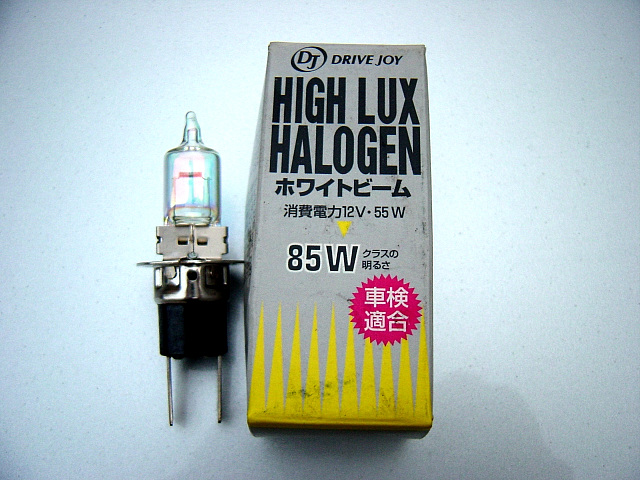 DJ DRIVE JOY
HIGH LUX
HALOGEN
ホワイトビーム
消費電力12V・55W
85W クラスの
明るさ
車検
適合